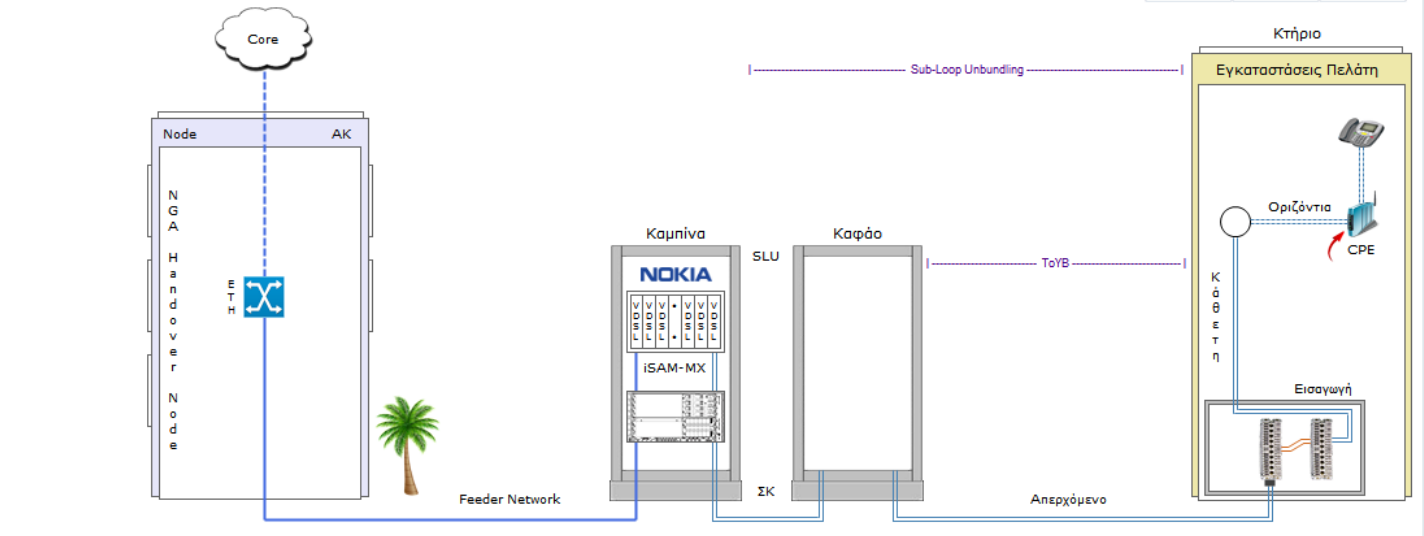 Core
Κτήριο
Sub-Loop Unbundling
Εγκαταστάσεις Πελάτη
Node
ΑΚ
NGA Handover Node
ETH
Οριζόντια
CPE
Κάθετη
Καμπίνα
Καφάο
SLU
ToYB
NOKIA
VDSL
VDSL
VDSL
VDSL
VDSL
VDSL
iSAM-MX
Εισαγωγή
Feeder Network
ΣΚ
Απερχόμενο